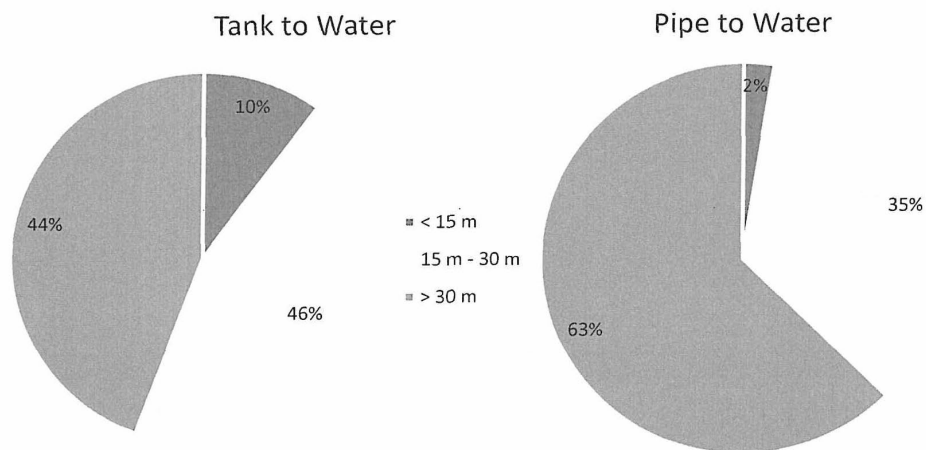 Tank to Water
10%
44%
46%
< 15 m
15 m - 30 m
> 30 m
Pipe to Water
2%
35%
63%